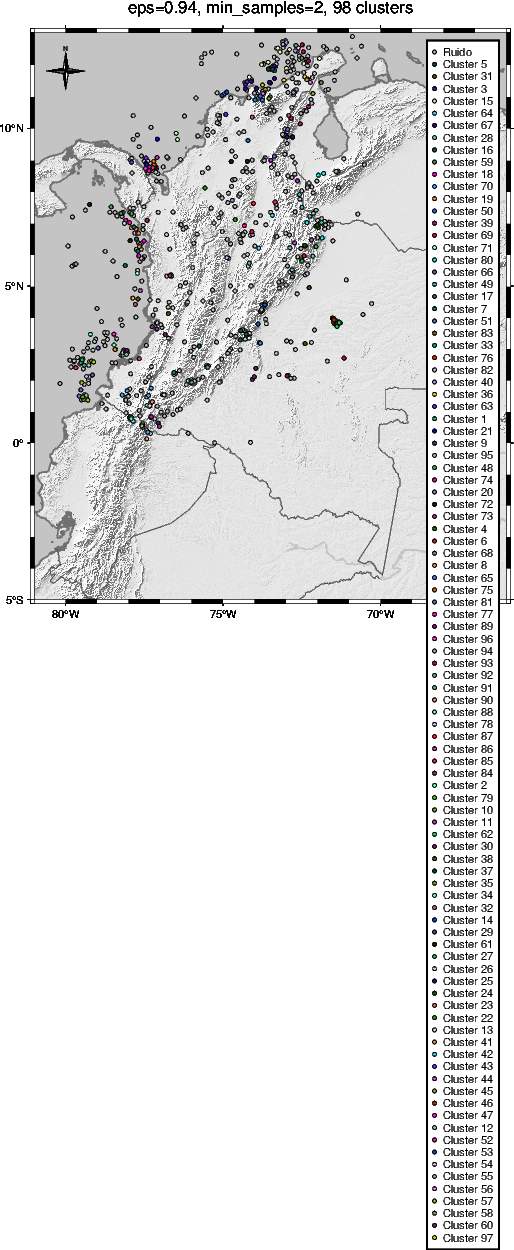 eps=0.94, min_samples=2, 98 clusters
N
10°N
5°N
0°
5°S
80°W
75°W
70°W
Ruido
Cluster 5
Cluster 31
Cluster 3
Cluster 15
Cluster 64
Cluster 67
Cluster 28
Cluster 16
Cluster 59
Cluster 18
Cluster 70
Cluster 19
Cluster 50
Cluster 39
Cluster 69
Cluster 71
Cluster 80
Cluster 66
Cluster 49
Cluster 17
Cluster 7
Cluster 51
Cluster 83
Cluster 33
Cluster 76
Cluster 82
Cluster 40
Cluster 36
Cluster 63
Cluster 1
Cluster 21
Cluster 9
Cluster 95
Cluster 48
Cluster 74
Cluster 20
Cluster 72
Cluster 73
Cluster 4
Cluster 6
Cluster 68
Cluster 8
Cluster 65
Cluster 75
Cluster 81
Cluster 77
Cluster 89
Cluster 96
Cluster 94
Cluster 93
Cluster 92
Cluster 91
Cluster 90
Cluster 88
Cluster 78
Cluster 87
Cluster 86
Cluster 85
Cluster 84
Cluster 2
Cluster 79
Cluster 10
Cluster 11
Cluster 62
Cluster 30
Cluster 38
Cluster 37
Cluster 35
Cluster 34
Cluster 32
Cluster 14
Cluster 29
Cluster 61
Cluster 27
Cluster 26
Cluster 25
Cluster 24
Cluster 23
Cluster 22
Cluster 13
Cluster 41
Cluster 42
Cluster 43
Cluster 44
Cluster 45
Cluster 46
Cluster 47
Cluster 12
Cluster 52
Cluster 53
Cluster 54
Cluster 55
Cluster 56
Cluster 57
Cluster 58
Cluster 60
Cluster 97